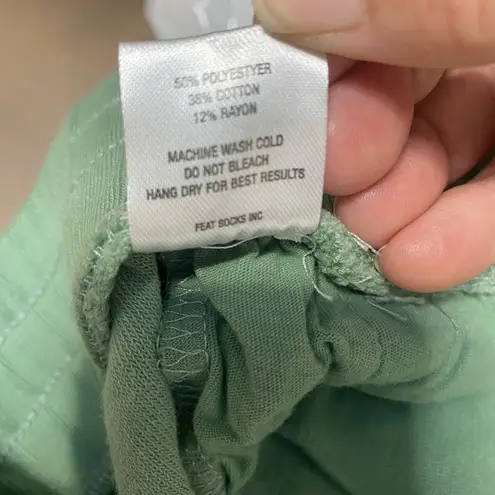 50% POLYESTYER
38% COTTON
12% RAYON
MACHINE WASH COLD
DO NOT BLEACH
HANG DRY FOR BEST RESULTS
FEAT SOCKS INC